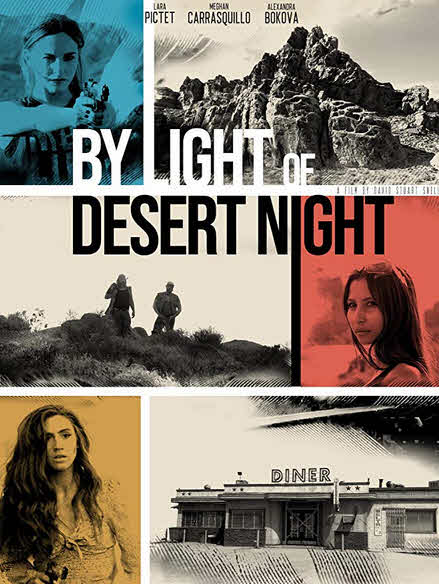 LARA PICTET
MEGHAN CARRASQUILLO
ALEXANDRA BOKOVA
BY LIGHT OF
A FILM BY DAVID STUART SNELL
DESERT NIGHT
DINER